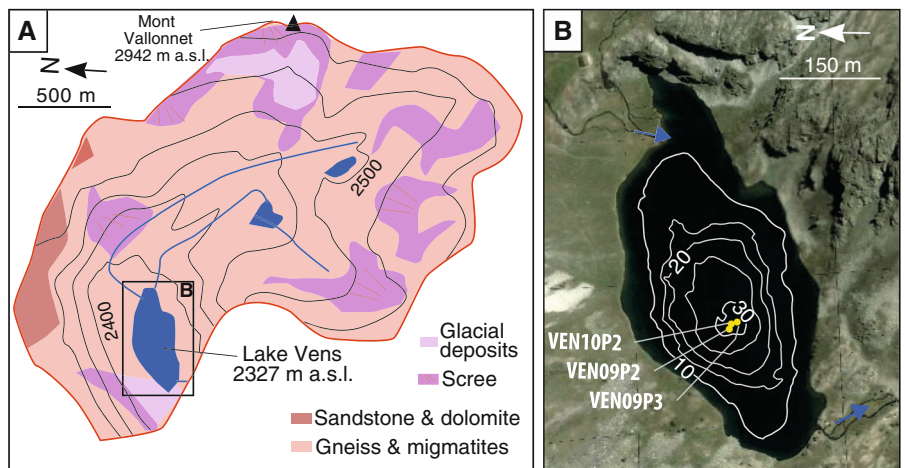 A
Mont
Vallonnet
2942 m a.s.l.
N
500 m
2500
2400
B
Lake Vens
2327 m a.s.l.
Glacial
deposits
Scree
Sandstone & dolomite
Gneiss & migmatites
B
N
150 m
20
30
10
VEN10P2
VEN09P2
VEN09P3